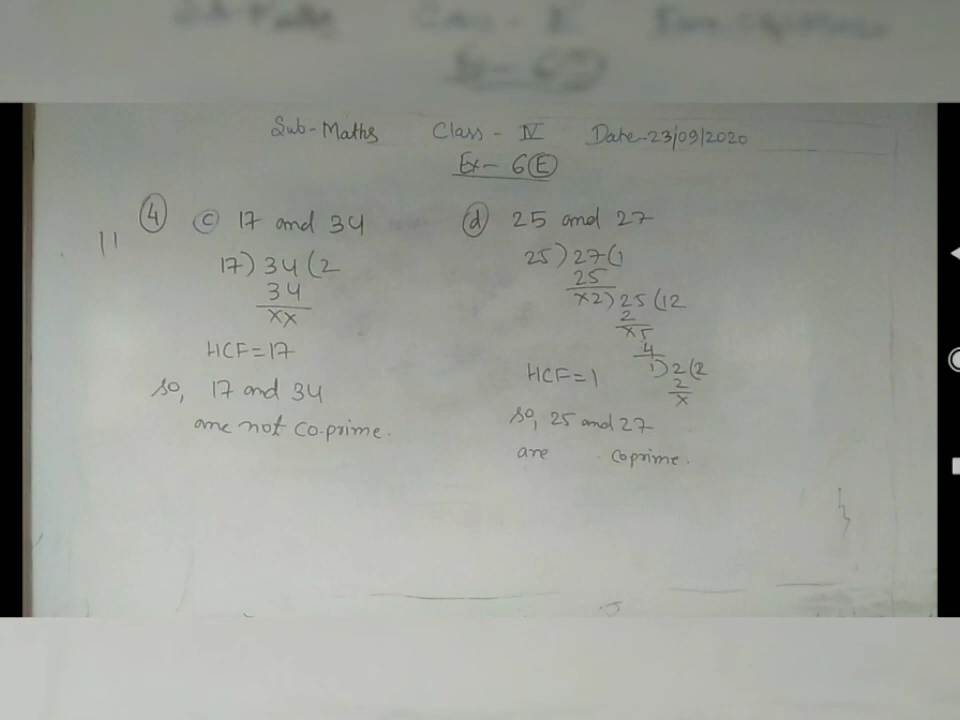 Sub-Maths Class - IV Date-23/09/2020
Ex- 6(E)
(4) (c) 17 and 34
17) 34 (2
34
xx
HCF=17
so, 17 and 34
are not co-prime.
(d) 25 and 27
25) 27 (1
25
x2) 25 (12
2
x5
4
1) 2 (2
2
x
HCF=1
so, 25 and 27
are coprime.